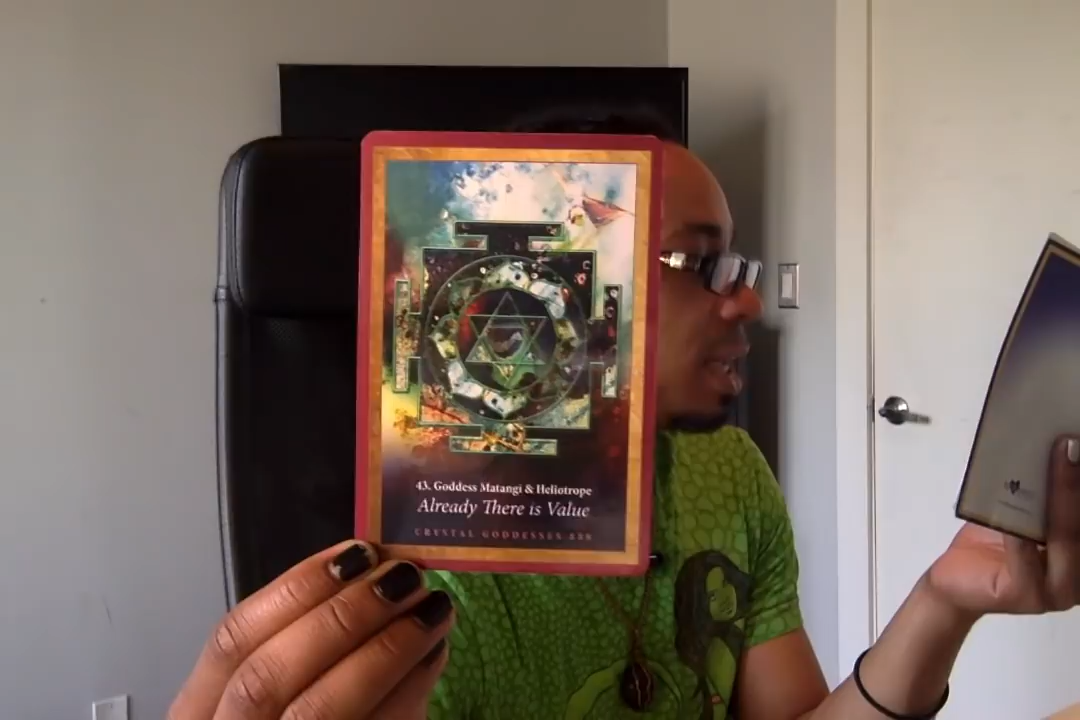 43. Goddess Matangi & Heliotrope
Already There is Value
CRYSTAL GODDESSES 888